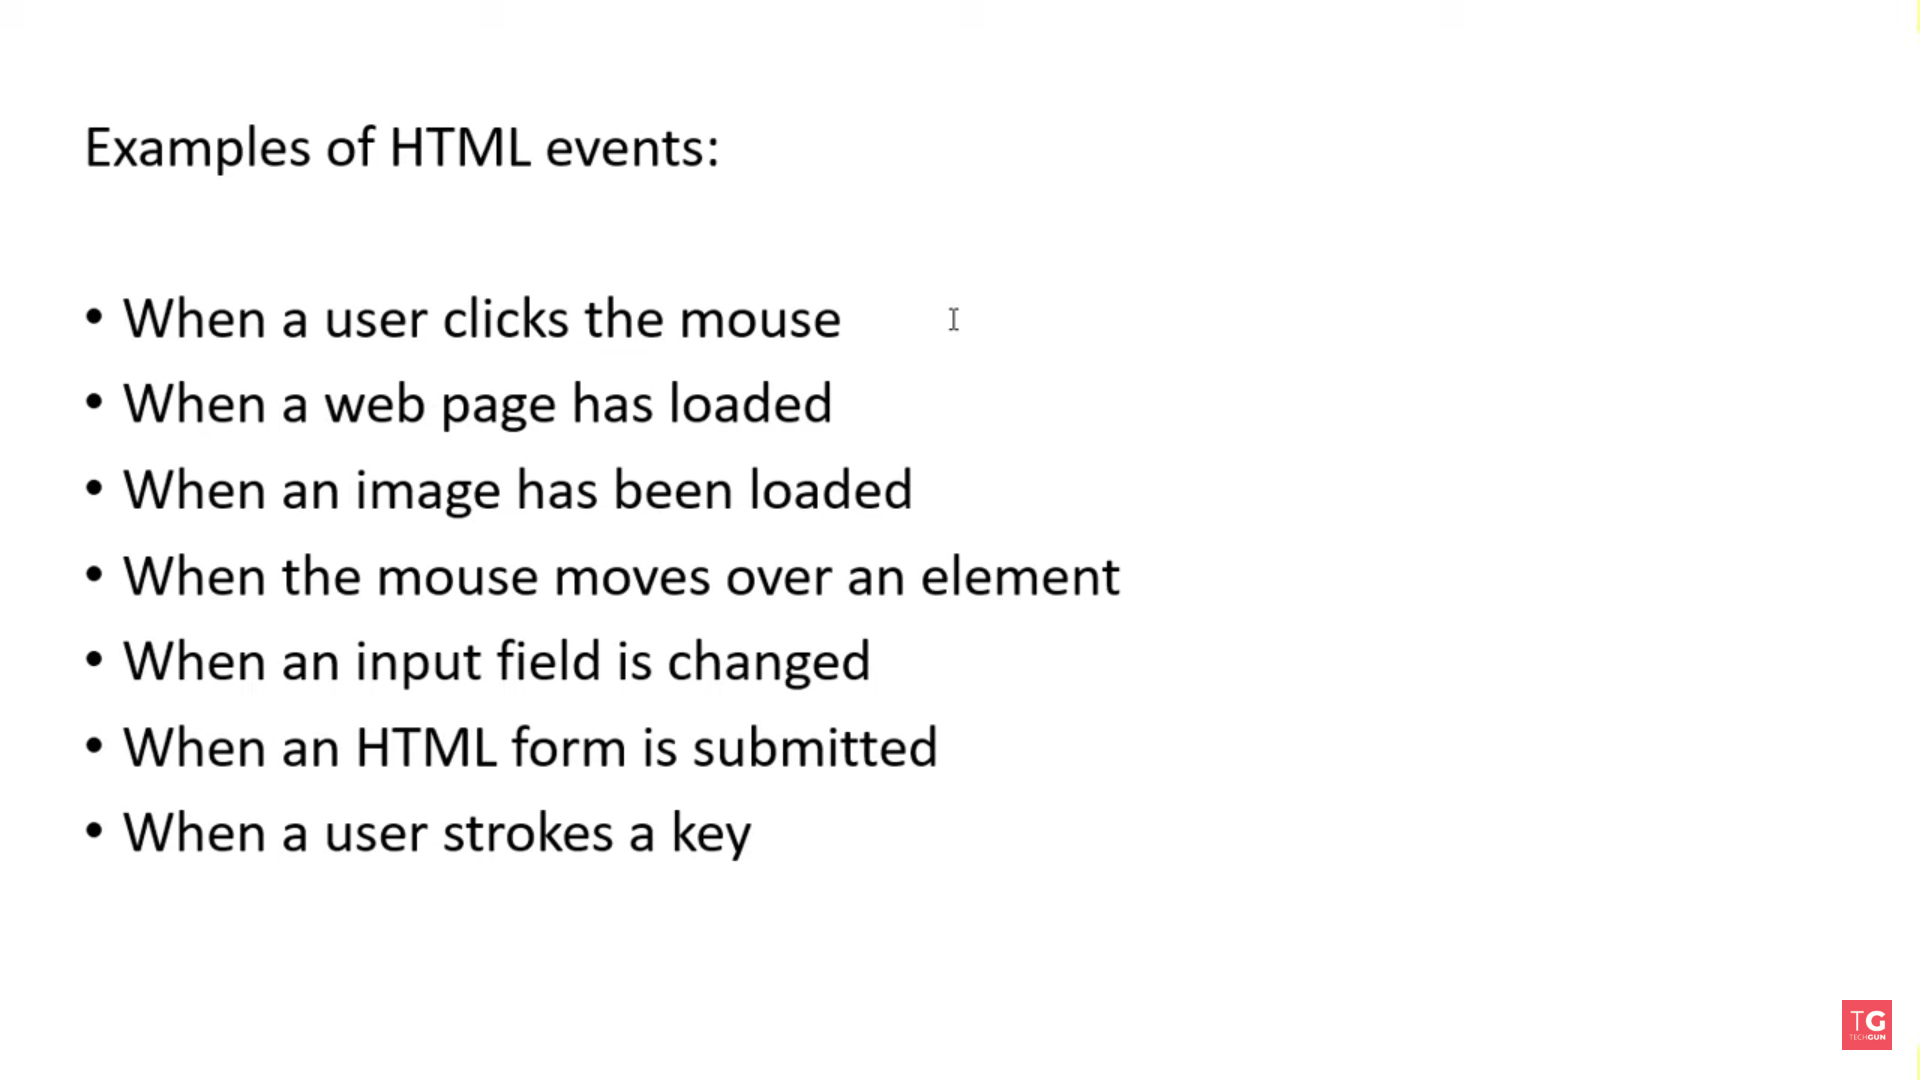 Examples of HTML events:
• When a user clicks the mouse
• When a web page has loaded
• When an image has been loaded
• When the mouse moves over an element
• When an input field is changed
• When an HTML form is submitted
• When a user strokes a key
TG
TECHGUN